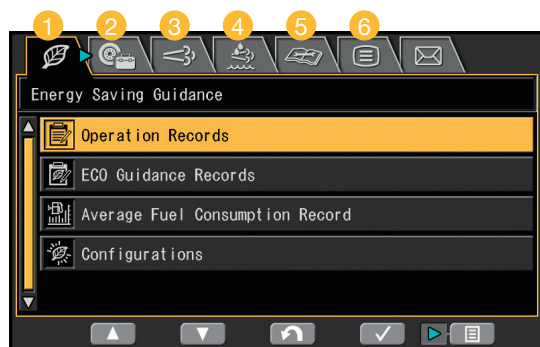 1 2 3 4 5 6
Energy Saving Guidance
Operation Records
ECO Guidance Records
Average Fuel Consumption Record
Configurations